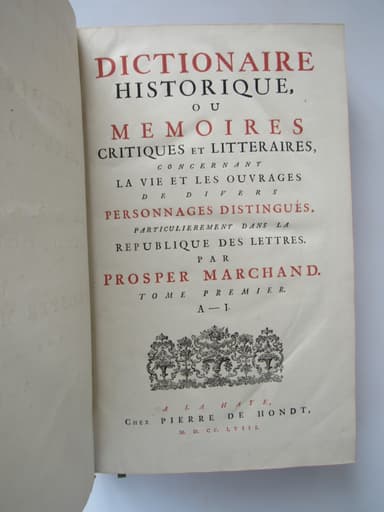 DICTIONAIRE
HISTORIQUE,
OU
MEMOIRES
CRITIQUES ET LITTERAIRES,
CONCERNANT
LA VIE ET LES OUVRAGES
DE DIVERS
PERSONNAGES DISTINGUÉS,
PARTICULIEREMENT DANS LA
REPUBLIQUE DES LETTRES.
PAR
PROSPER MARCHAND.
TOME PREMIER.
A—I.
A LA HAYE,
CHEZ PIERRE DE HONDT,
M. D. CC. LVIII.